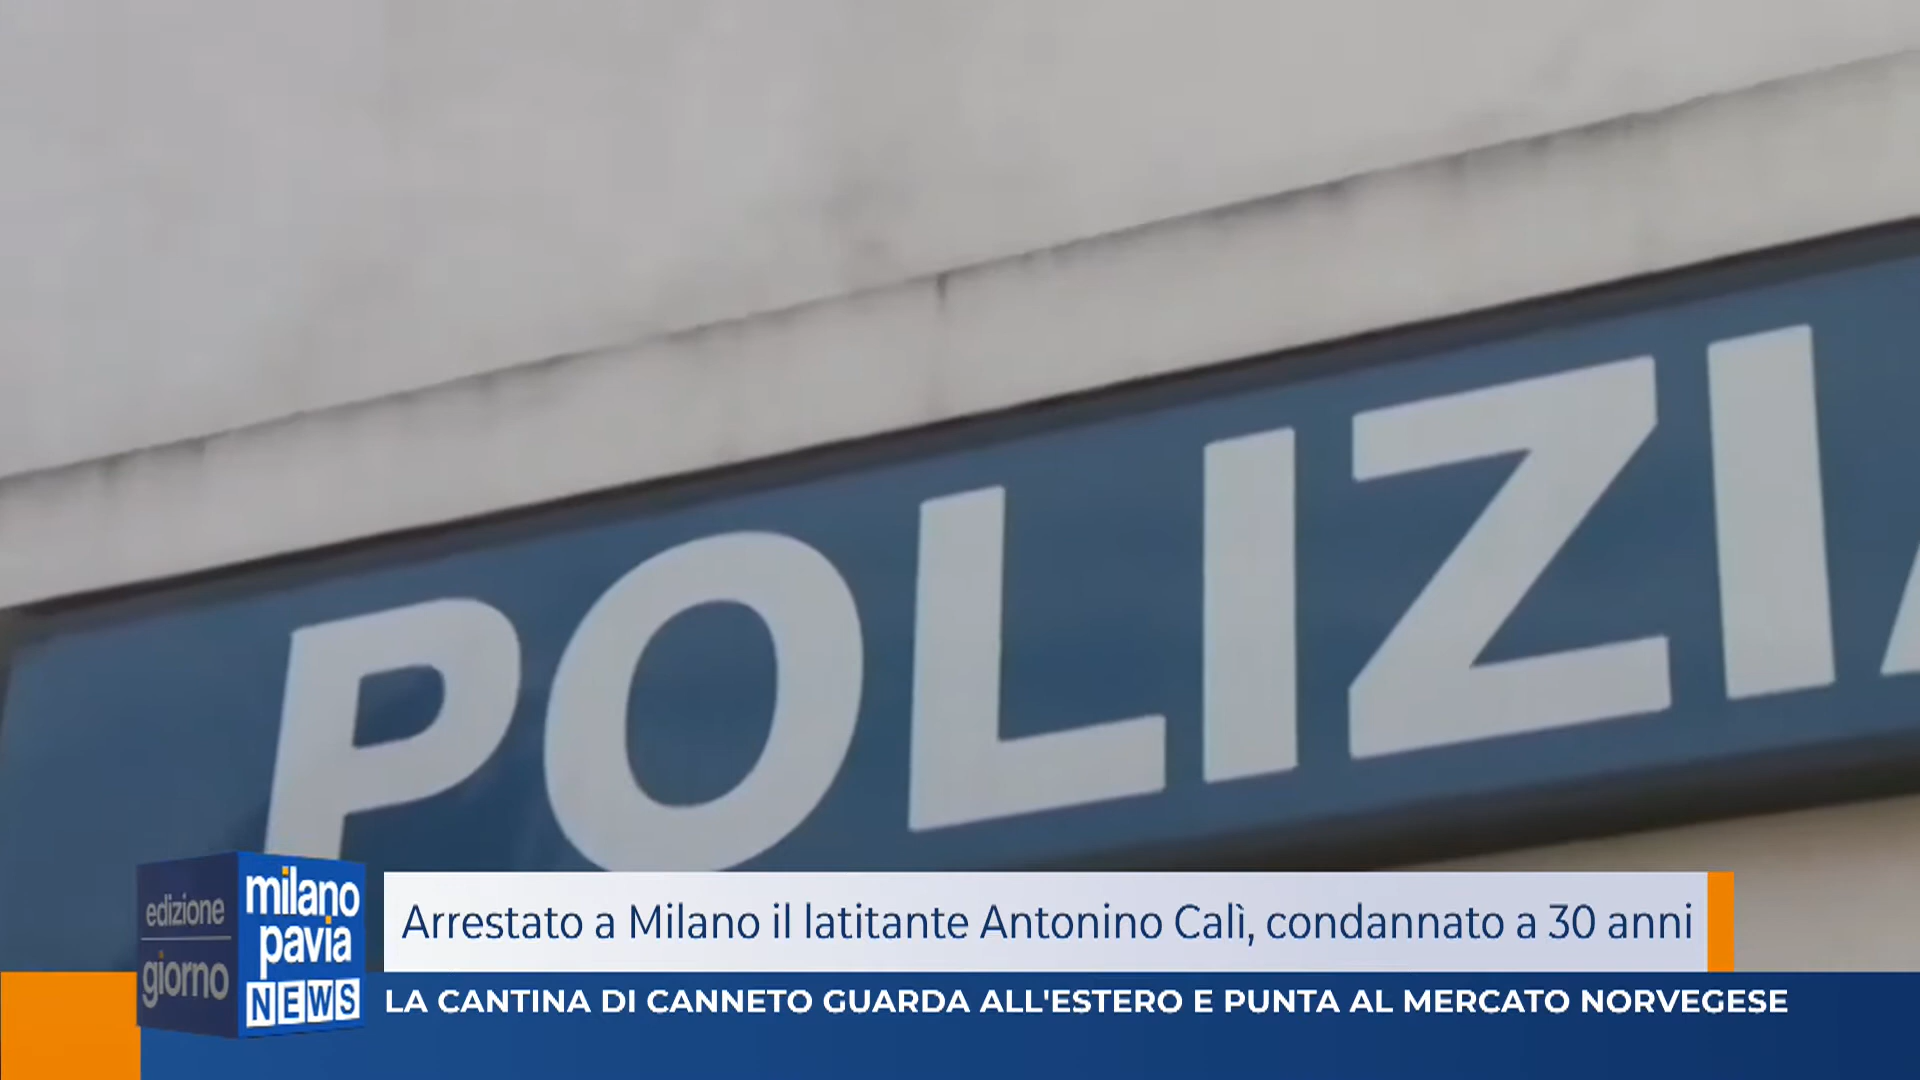 POLIZIA
edizione
giorno
milano
pavia
NEWS
Arrestato a Milano il latitante Antonino Calì, condannato a 30 anni
LA CANTINA DI CANNETO GUARDA ALL'ESTERO E PUNTA AL MERCATO NORVEGESE